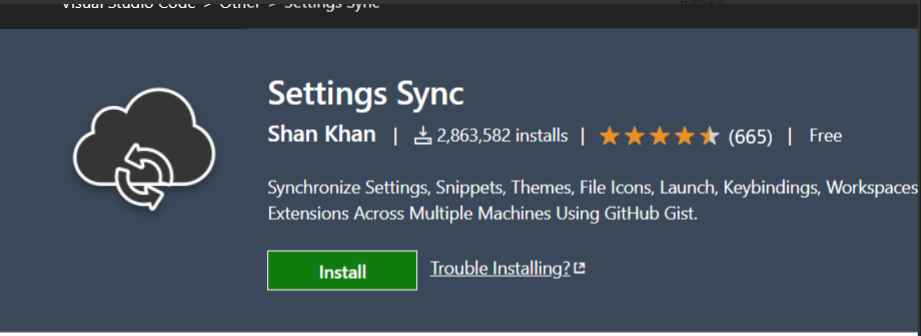 Visual Studio Code > Other > Settings Sync
Settings Sync
Shan Khan | 2,863,582 installs | (665) | Free
Synchronize Settings, Snippets, Themes, File Icons, Launch, Keybindings, Workspaces
Extensions Across Multiple Machines Using GitHub Gist.
Install
Trouble Installing?